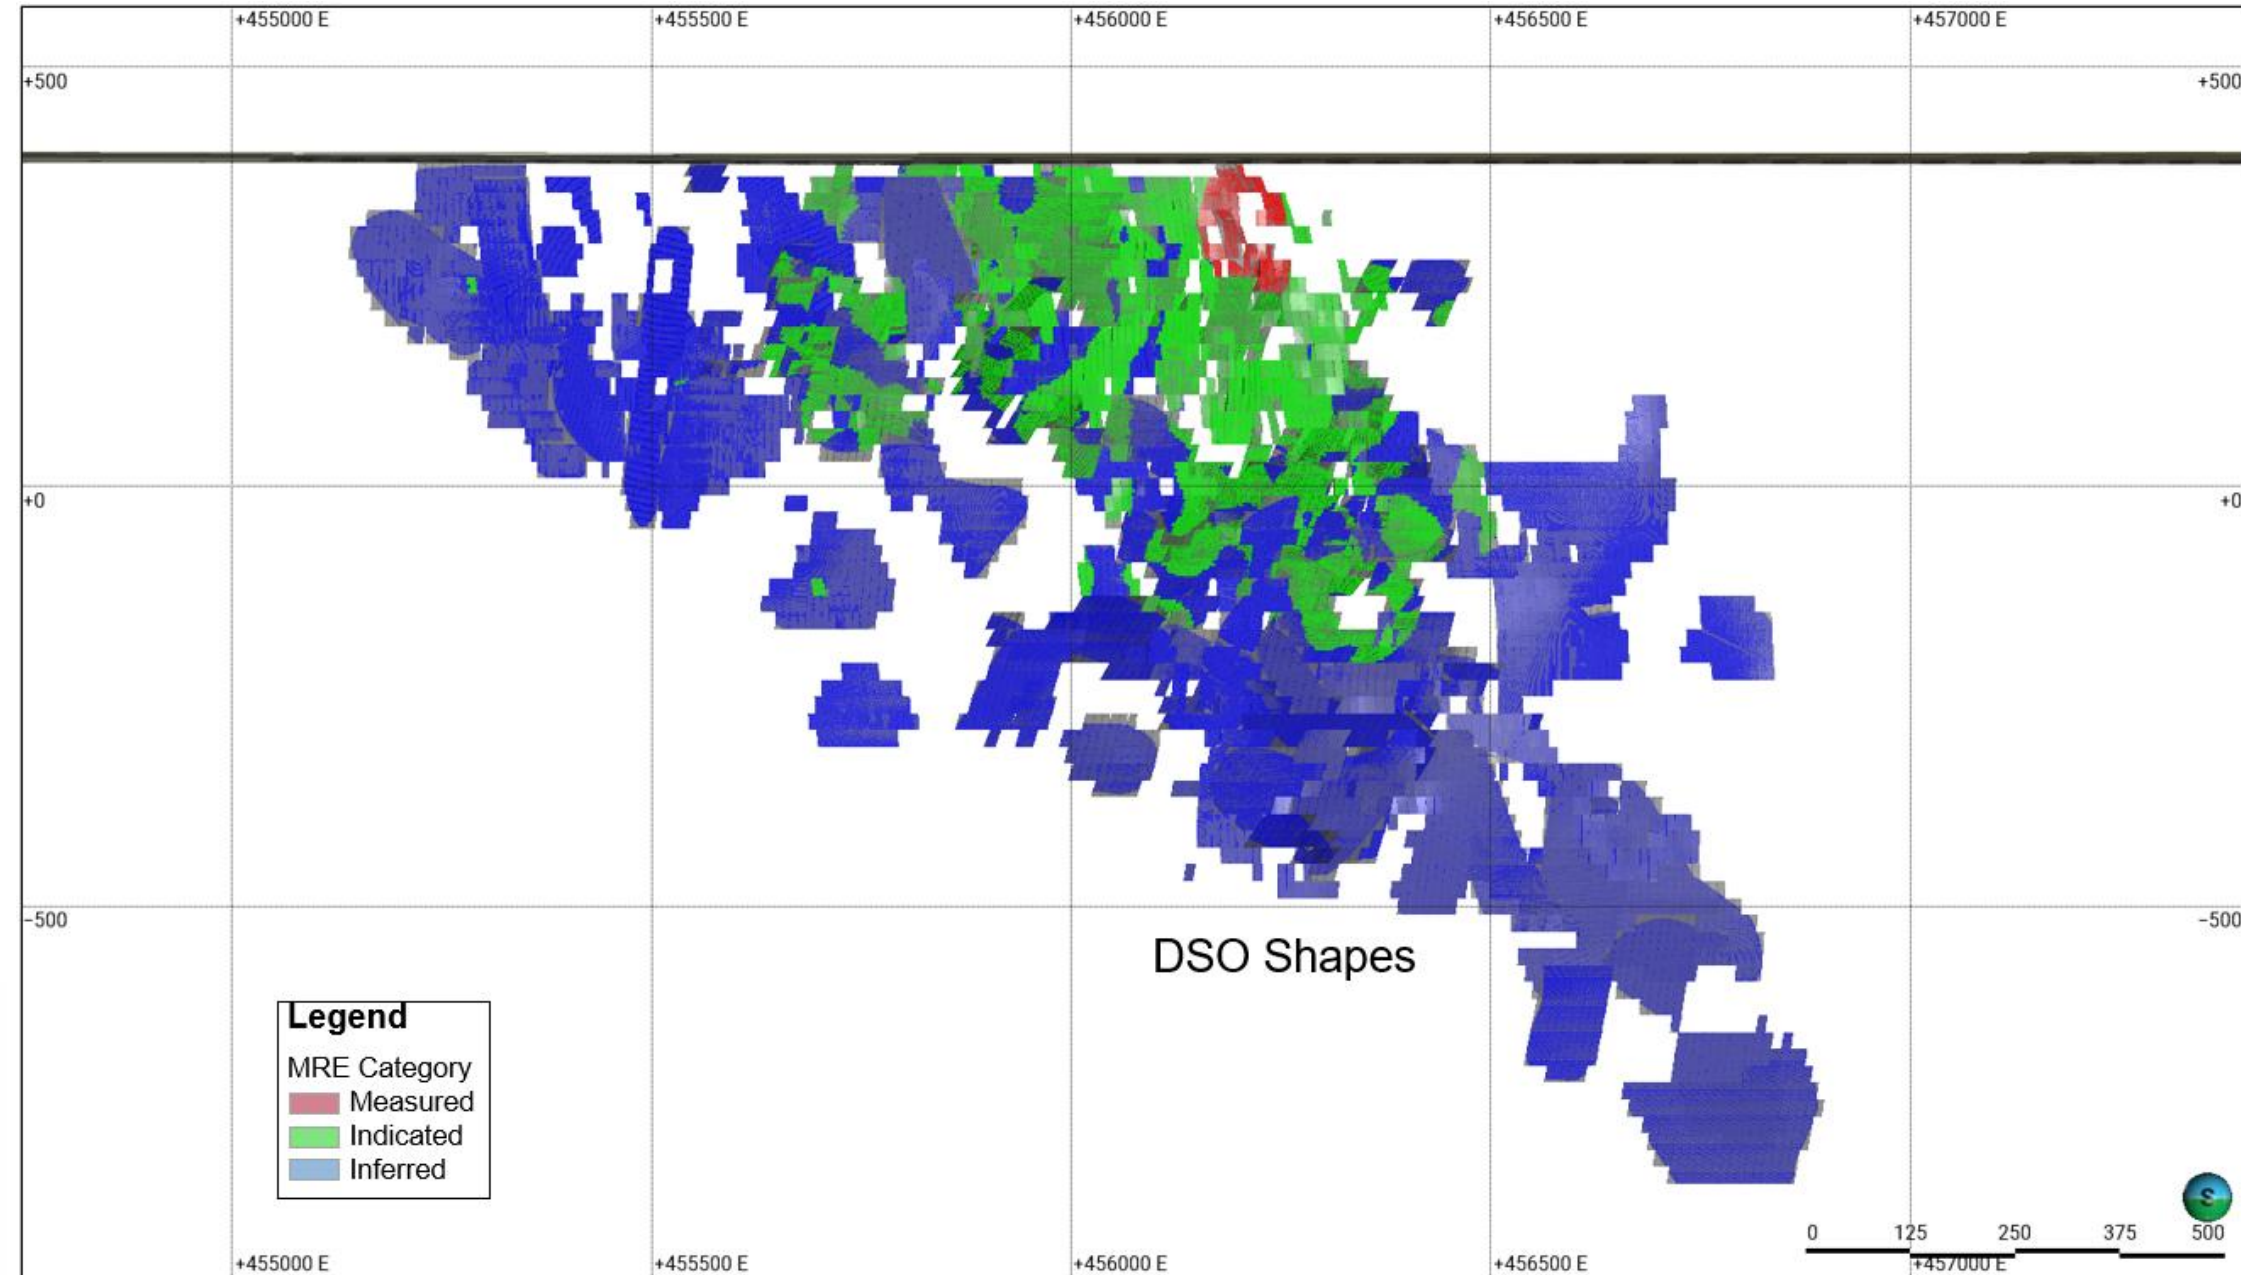 +455000 E
+455500 E
+456000 E
+456500 E
+457000 E
+500
+500
+0
+0
-500
-500
DSO Shapes
Legend
MRE Category
Measured
Indicated
Inferred
S
0
125
250
375
500
+455000 E
+455500 E
+456000 E
+456500 E
+457000 E